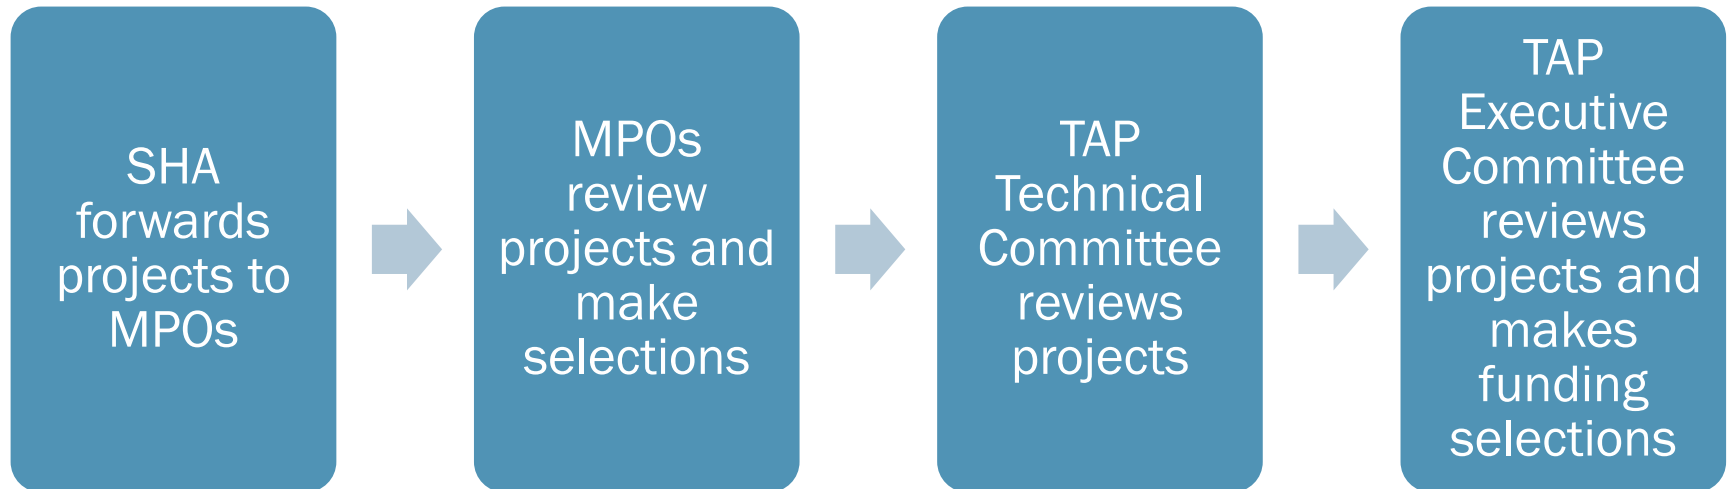 SHA
forwards
projects to
MPOs
MPOs
review
projects and
make
selections
TAP
Technical
Committee
reviews
projects
TAP
Executive
Committee
reviews
projects and
makes
funding
selections